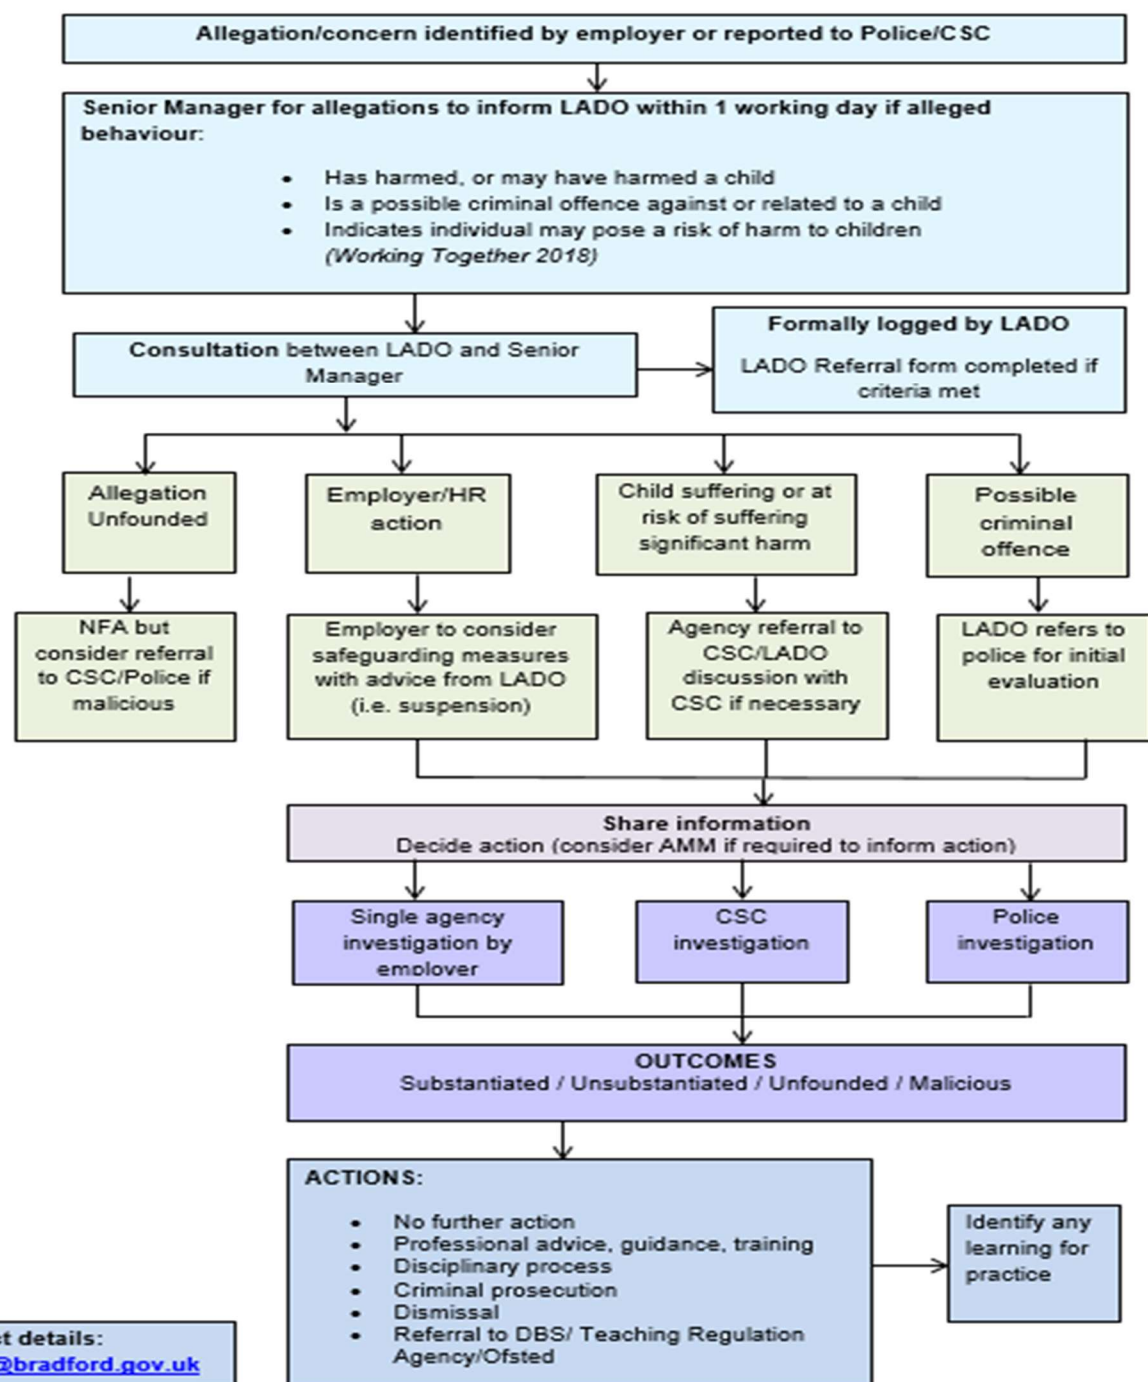 Allegation/concern identified by employer or reported to Police/CSC
Senior Manager for allegations to inform LADO within 1 working day if alleged
behaviour:
• Has harmed, or may have harmed a child
• Is a possible criminal offence against or related to a child
• Indicates individual may pose a risk of harm to children
(Working Together 2018)
Consultation between LADO and Senior
Manager
Formally logged by LADO
LADO Referral form completed if
criteria met
Allegation
Unfounded
Employer/HR
action
Child suffering or at
risk of suffering
significant harm
Possible
criminal
offence
NFA but
consider referral
to CSC/Police if
malicious
Employer to consider
safeguarding measures
with advice from LADO
(i.e. suspension)
Agency referral to
CSC/LADO
discussion with
CSC if necessary
LADO refers to
police for initial
evaluation
Share information
Decide action (consider AMM if required to inform action)
Single agency
investigation by
employer
CSC
investigation
Police
investigation
OUTCOMES
Substantiated / Unsubstantiated / Unfounded / Malicious
ACTIONS:
• No further action
• Professional advice, guidance, training
• Disciplinary process
• Criminal prosecution
• Dismissal
• Referral to DBS/ Teaching Regulation
Agency/Ofsted
Identify any
learning for
practice
details:
@bradford.gov.uk